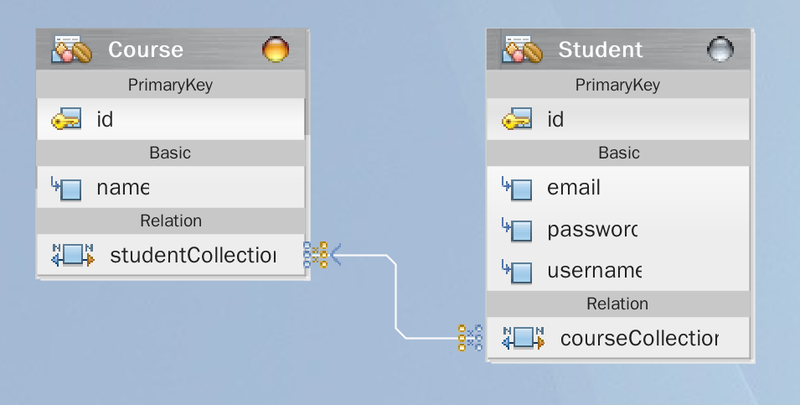 Course
PrimaryKey
id
Basic
name
Relation
studentCollection
Student
PrimaryKey
id
Basic
email
password
username
Relation
courseCollection